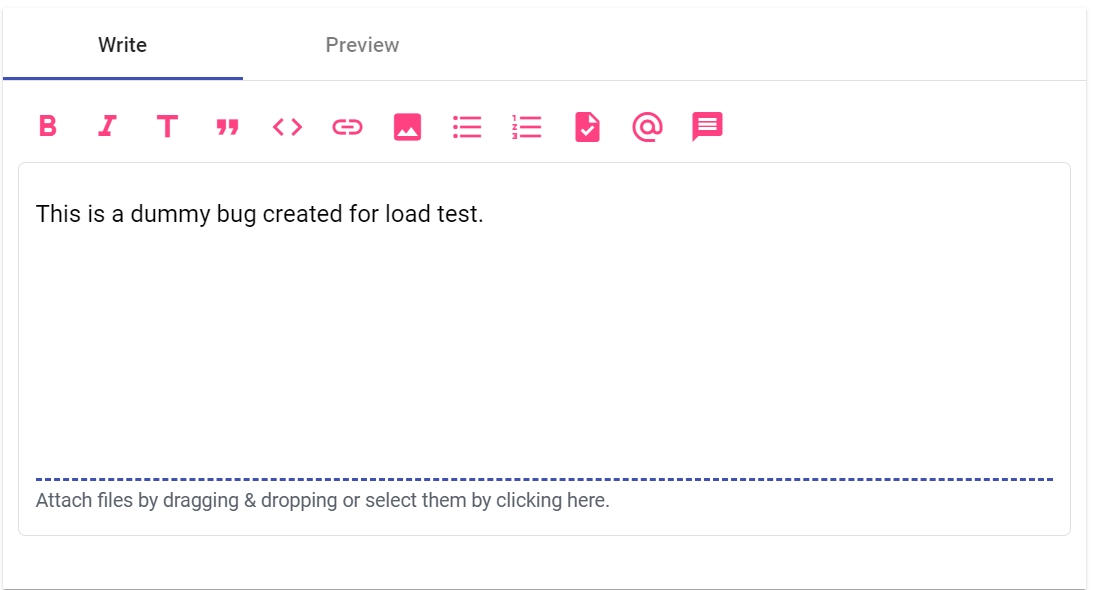 Write Preview
This is a dummy bug created for load test.
Attach files by dragging & dropping or select them by clicking here.